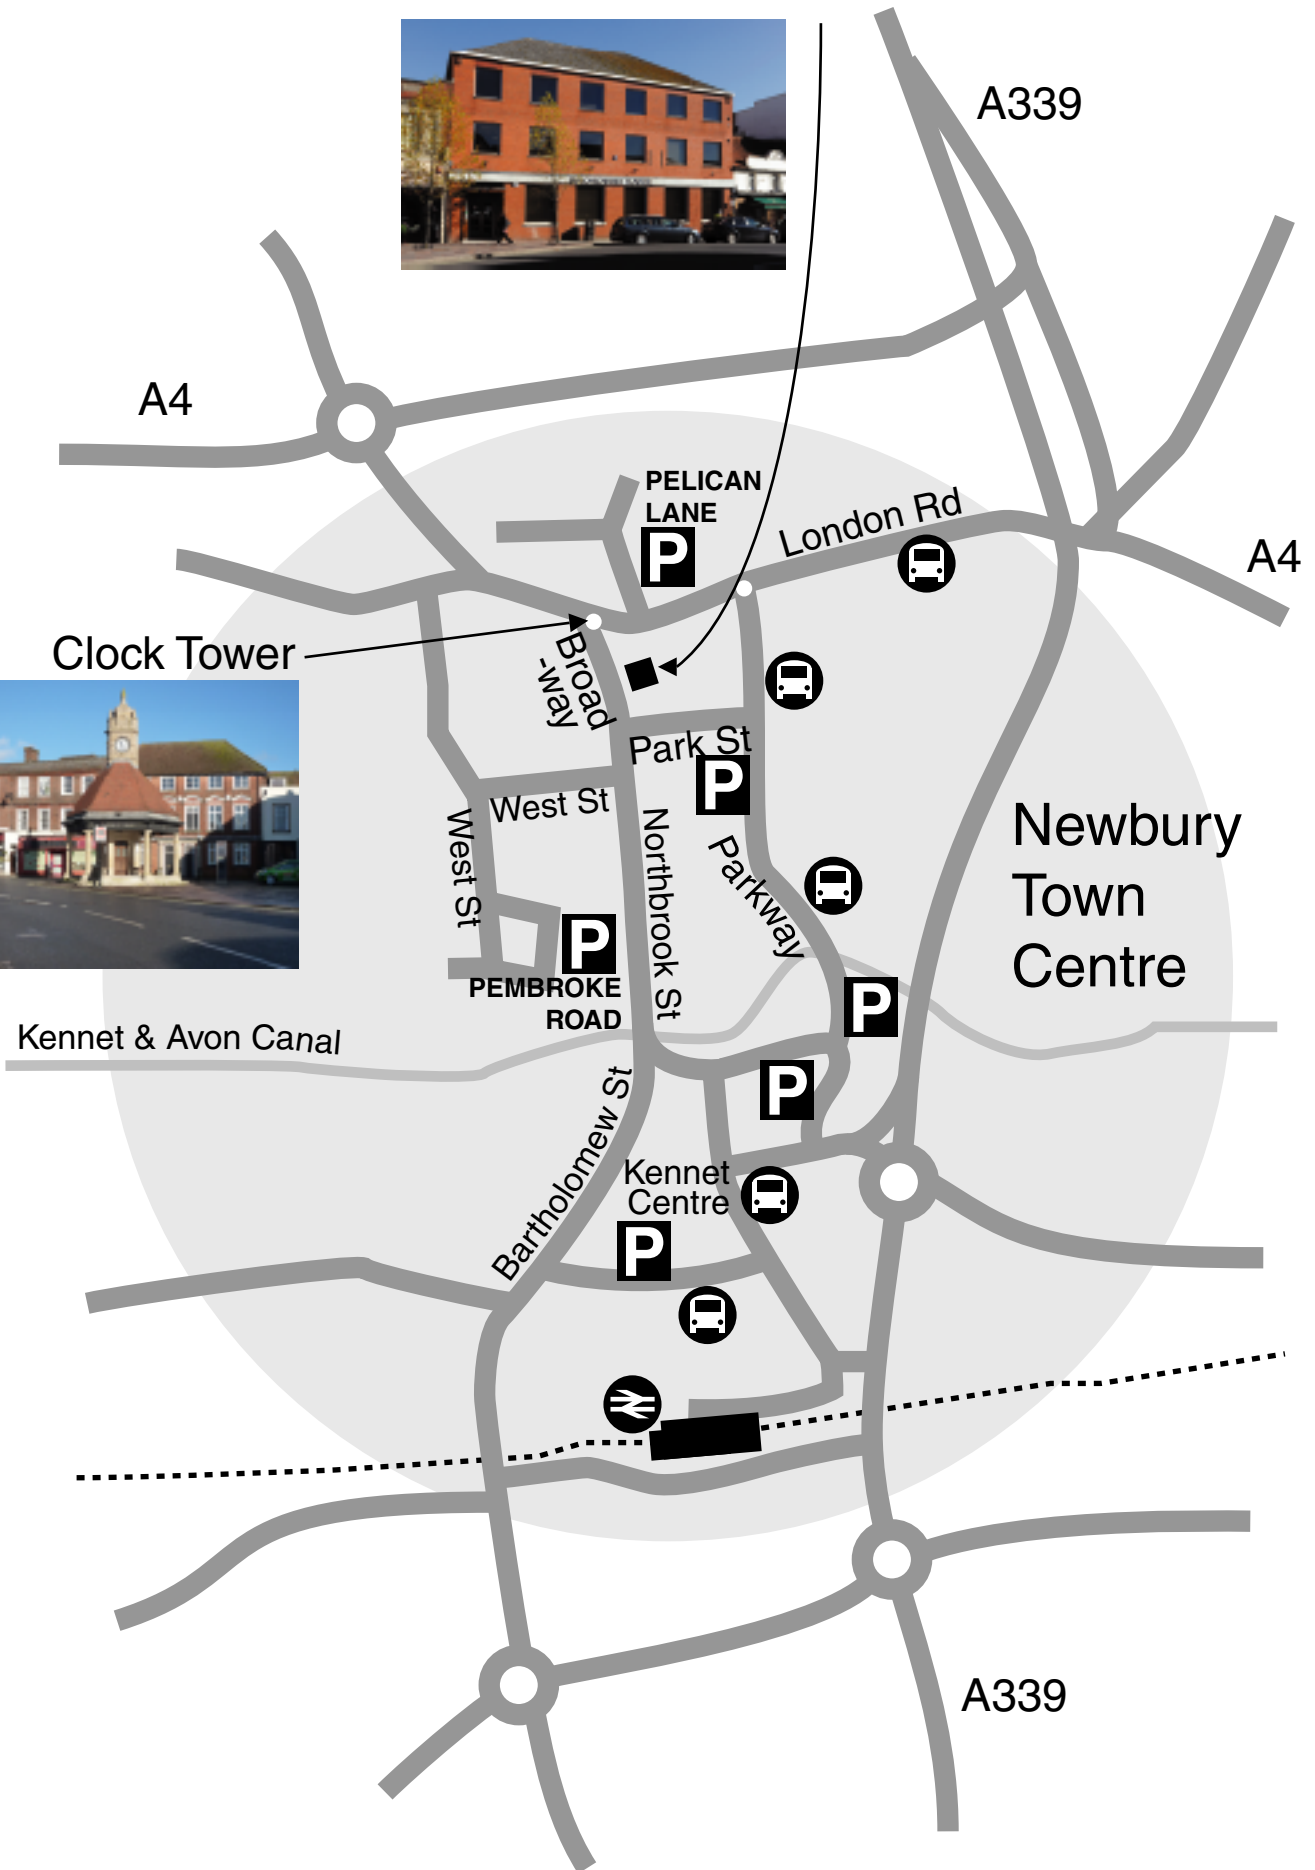 A339
A4
PELICAN
LANE
P
London Rd
A4
Clock Tower
Broad
-way
Park St
P
West St
West St
Northbrook St
Parkway
Newbury
Town
Centre
P
PEMBROKE
ROAD
P
Kennet & Avon Canal
P
Bartholomew St
Kennet
Centre
P
A339